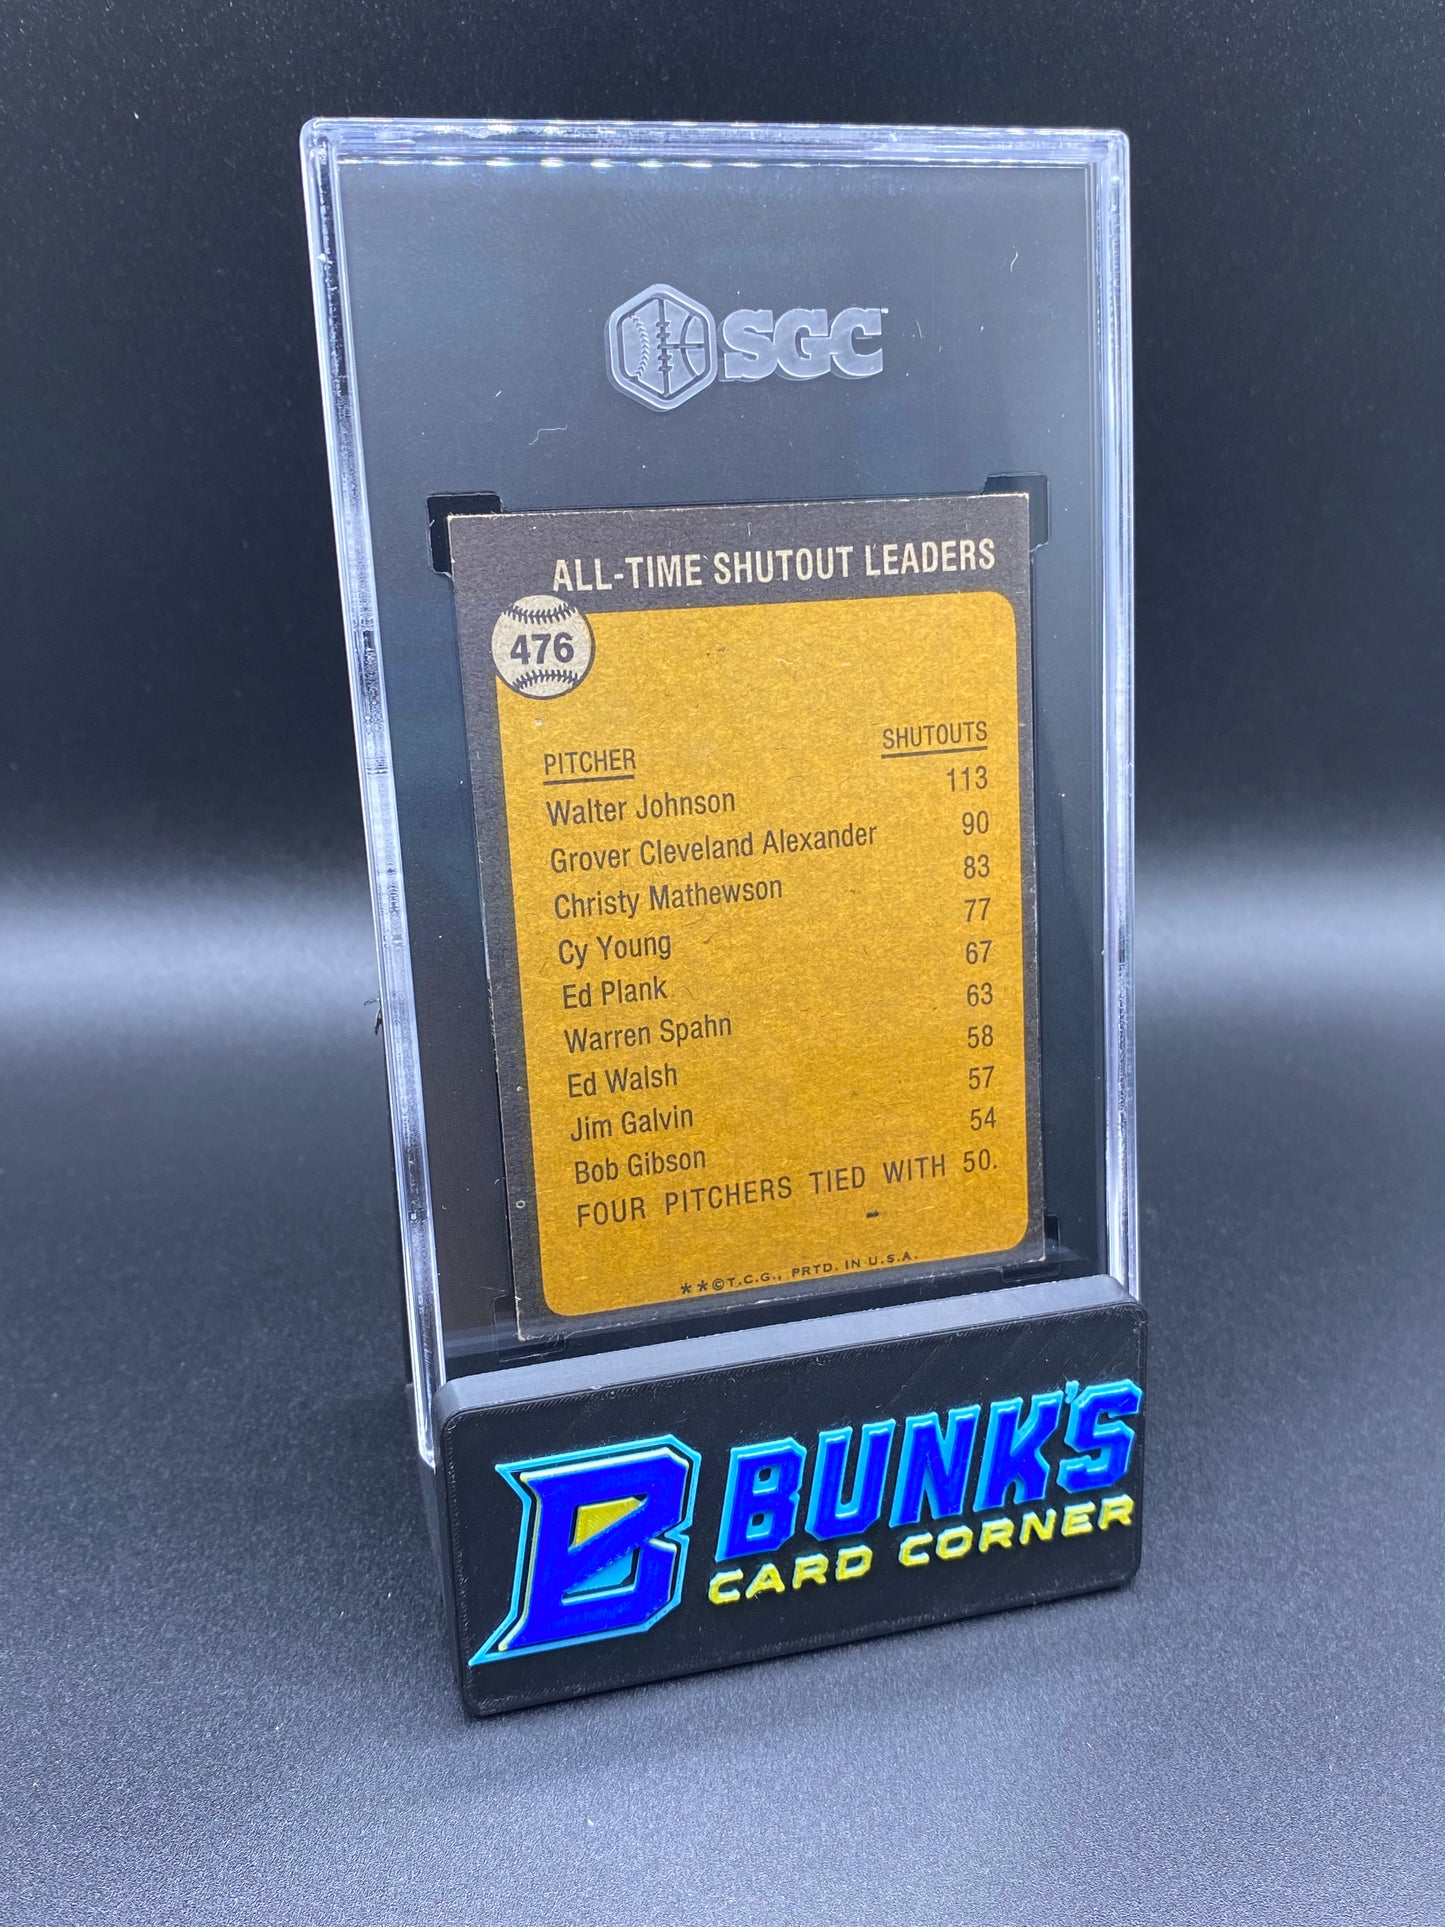 SGC™
ALL-TIME SHUTOUT LEADERS
476
PITCHER SHUTOUTS
Walter Johnson 113
Grover Cleveland Alexander 90
Christy Mathewson 83
Cy Young 77
Ed Plank 67
Warren Spahn 63
Ed Walsh 58
Jim Galvin 57
Bob Gibson 54
FOUR PITCHERS TIED WITH 50.
**©T.C.G., PRTD. IN U.S.A.
B BUNK'S
CARD CORNER